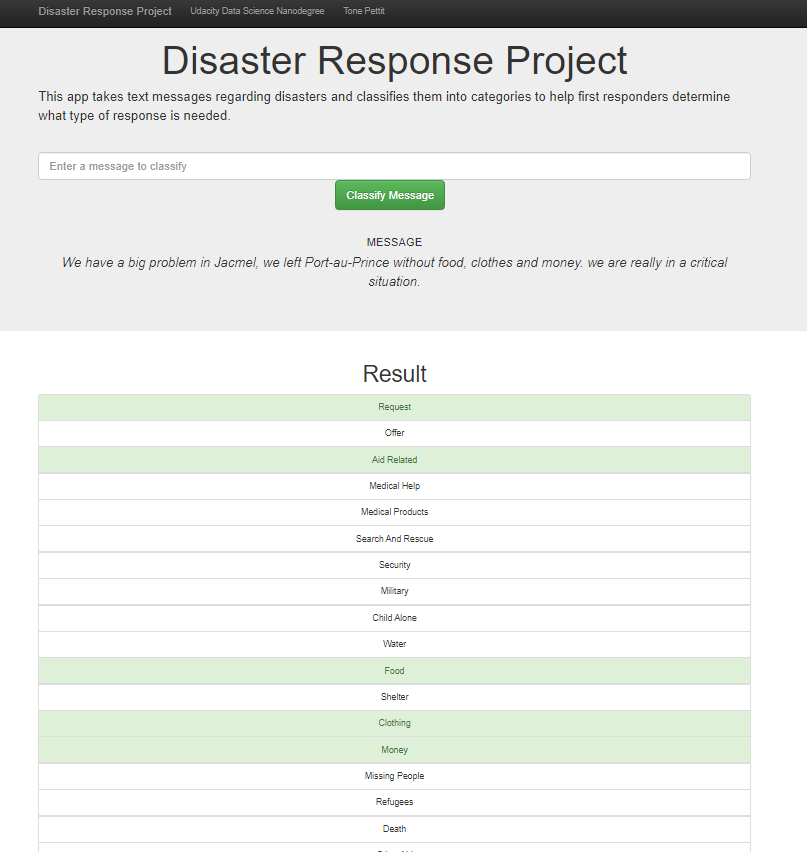 Disaster Response Project Udacity Data Science Nanodegree Tone Pettit
Disaster Response Project
This app takes text messages regarding disasters and classifies them into categories to help first responders determine
what type of response is needed.
Enter a message to classify
Classify Message
MESSAGE
We have a big problem in Jacmel, we left Port-au-Prince without food, clothes and money. we are really in a critical
situation.
Result
Request
Offer
Aid Related
Medical Help
Medical Products
Search And Rescue
Security
Military
Child Alone
Water
Food
Shelter
Clothing
Money
Missing People
Refugees
Death